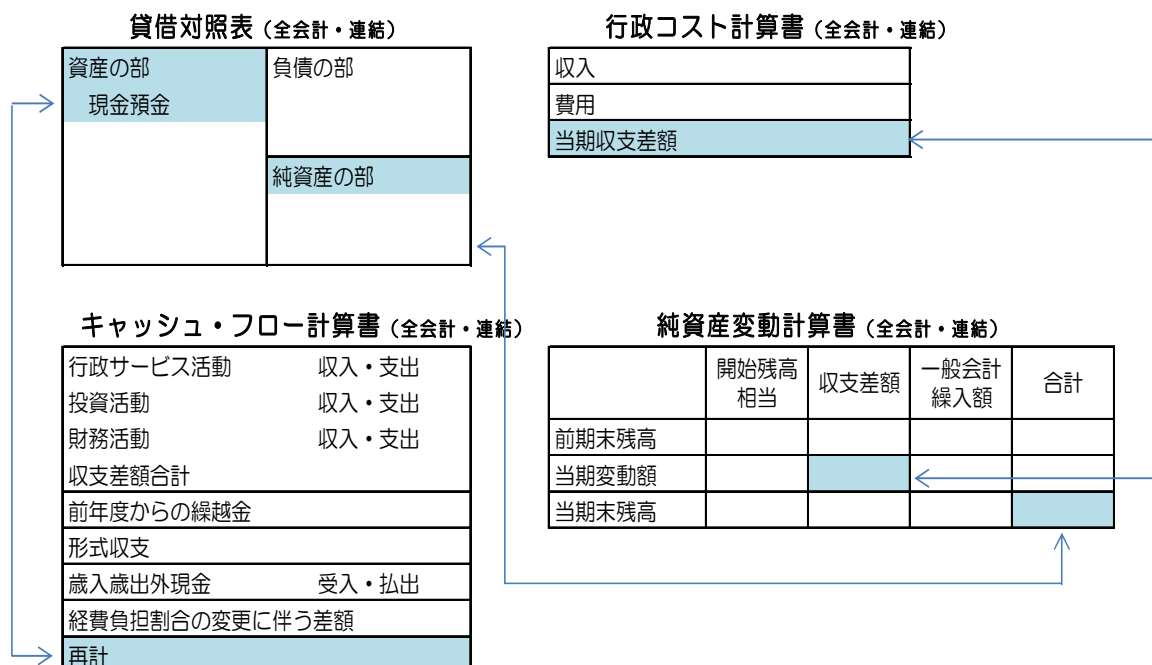 貸借対照表（全会計・連結）
資産の部
現金預金
負債の部
純資産の部
行政コスト計算書（全会計・連結）
収入
費用
当期収支差額
キャッシュ・フロー計算書（全会計・連結）
行政サービス活動 収入・支出
投資活動 収入・支出
財務活動 収入・支出
収支差額合計
前年度からの繰越金
形式収支
歳入歳出外現金 受入・払出
経費負担割合の変更に伴う差額
再計
純資産変動計算書（全会計・連結）
開始残高
相当
収支差額
一般会計
繰入額
合計
前期末残高
当期変動額
当期末残高